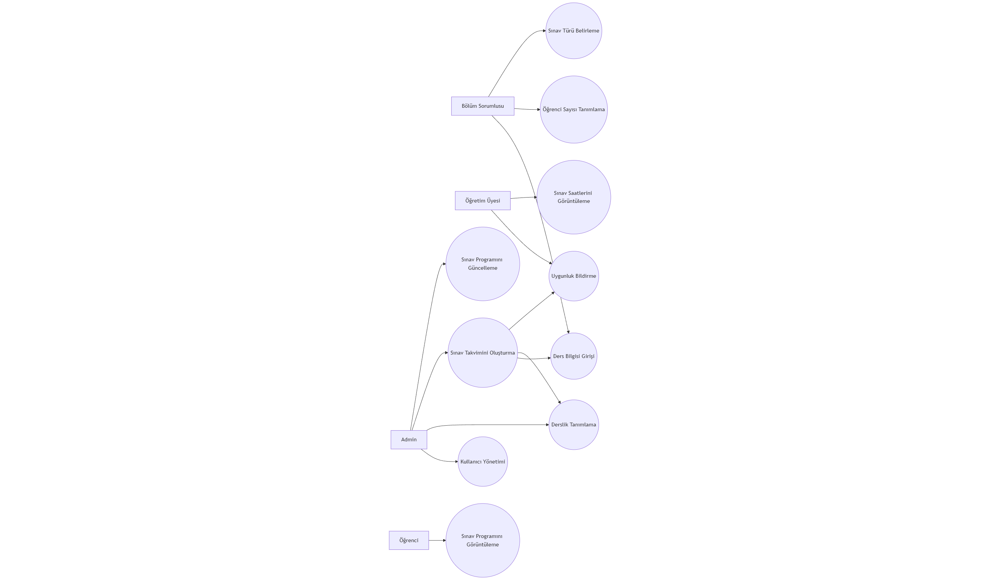 Sınav Türü Belirleme
Bölüm Sorumlusu
Öğrenci Sayısı Tanımlama
Sınav Saatlerini
Görüntüleme
Öğretim Üyesi
Sınav Programını
Güncelleme
Uygunluk Bildirme
Sınav Takvimini Oluşturma
Ders Bilgisi Girişi
Derslik Tanımlama
Admin
Kullanıcı Yönetimi
Öğrenci
Sınav Programını
Görüntüleme